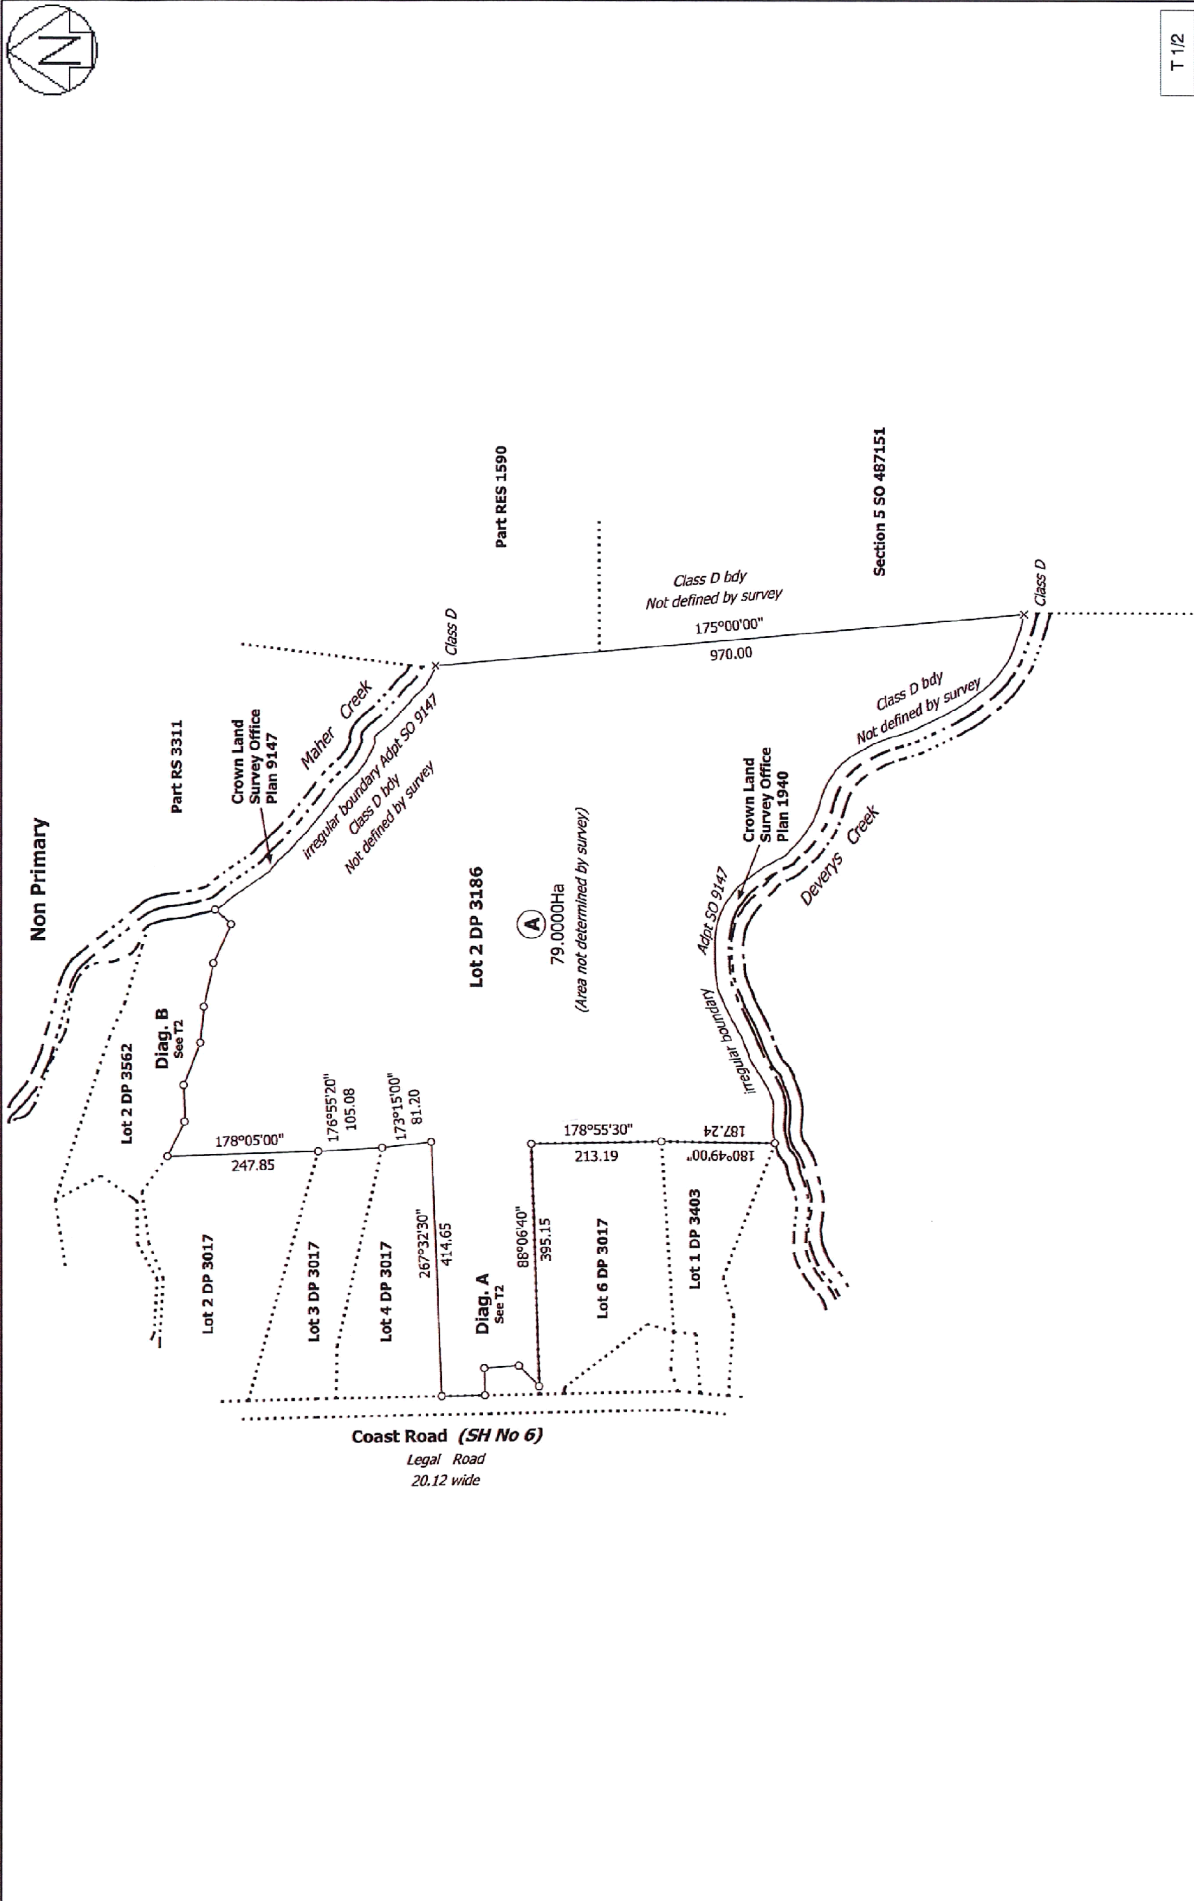 N
T 1/2
Non Primary
Part RS 3311
Crown Land
Survey Office
Plan 9147
Maher Creek
irregular boundary Adpt SO 9147
Class D bdy
Not defined by survey
Class D
Part RES 1590
Class D bdy
Not defined by survey
175°00'00"
970.00
Section 5 SO 487151
Class D
Class D bdy
Not defined by survey
Crown Land
Survey Office
Plan 1940
Deverys Creek
Adpt SO 9147
irregular boundary
Lot 2 DP 3186
A
79.0000Ha
(Area not determined by survey)
Lot 2 DP 3562
Diag. B
See T2
178°05'00"
247.85
176°55'20"
105.08
173°15'00"
81.20
267°32'30"
414.65
88°06'40"
395.15
178°55'30"
213.19
180°49'00"
187.24
Lot 2 DP 3017
Lot 3 DP 3017
Lot 4 DP 3017
Diag. A
See T2
Lot 6 DP 3017
Lot 1 DP 3403
Coast Road (SH No 6)
Legal Road
20.12 wide